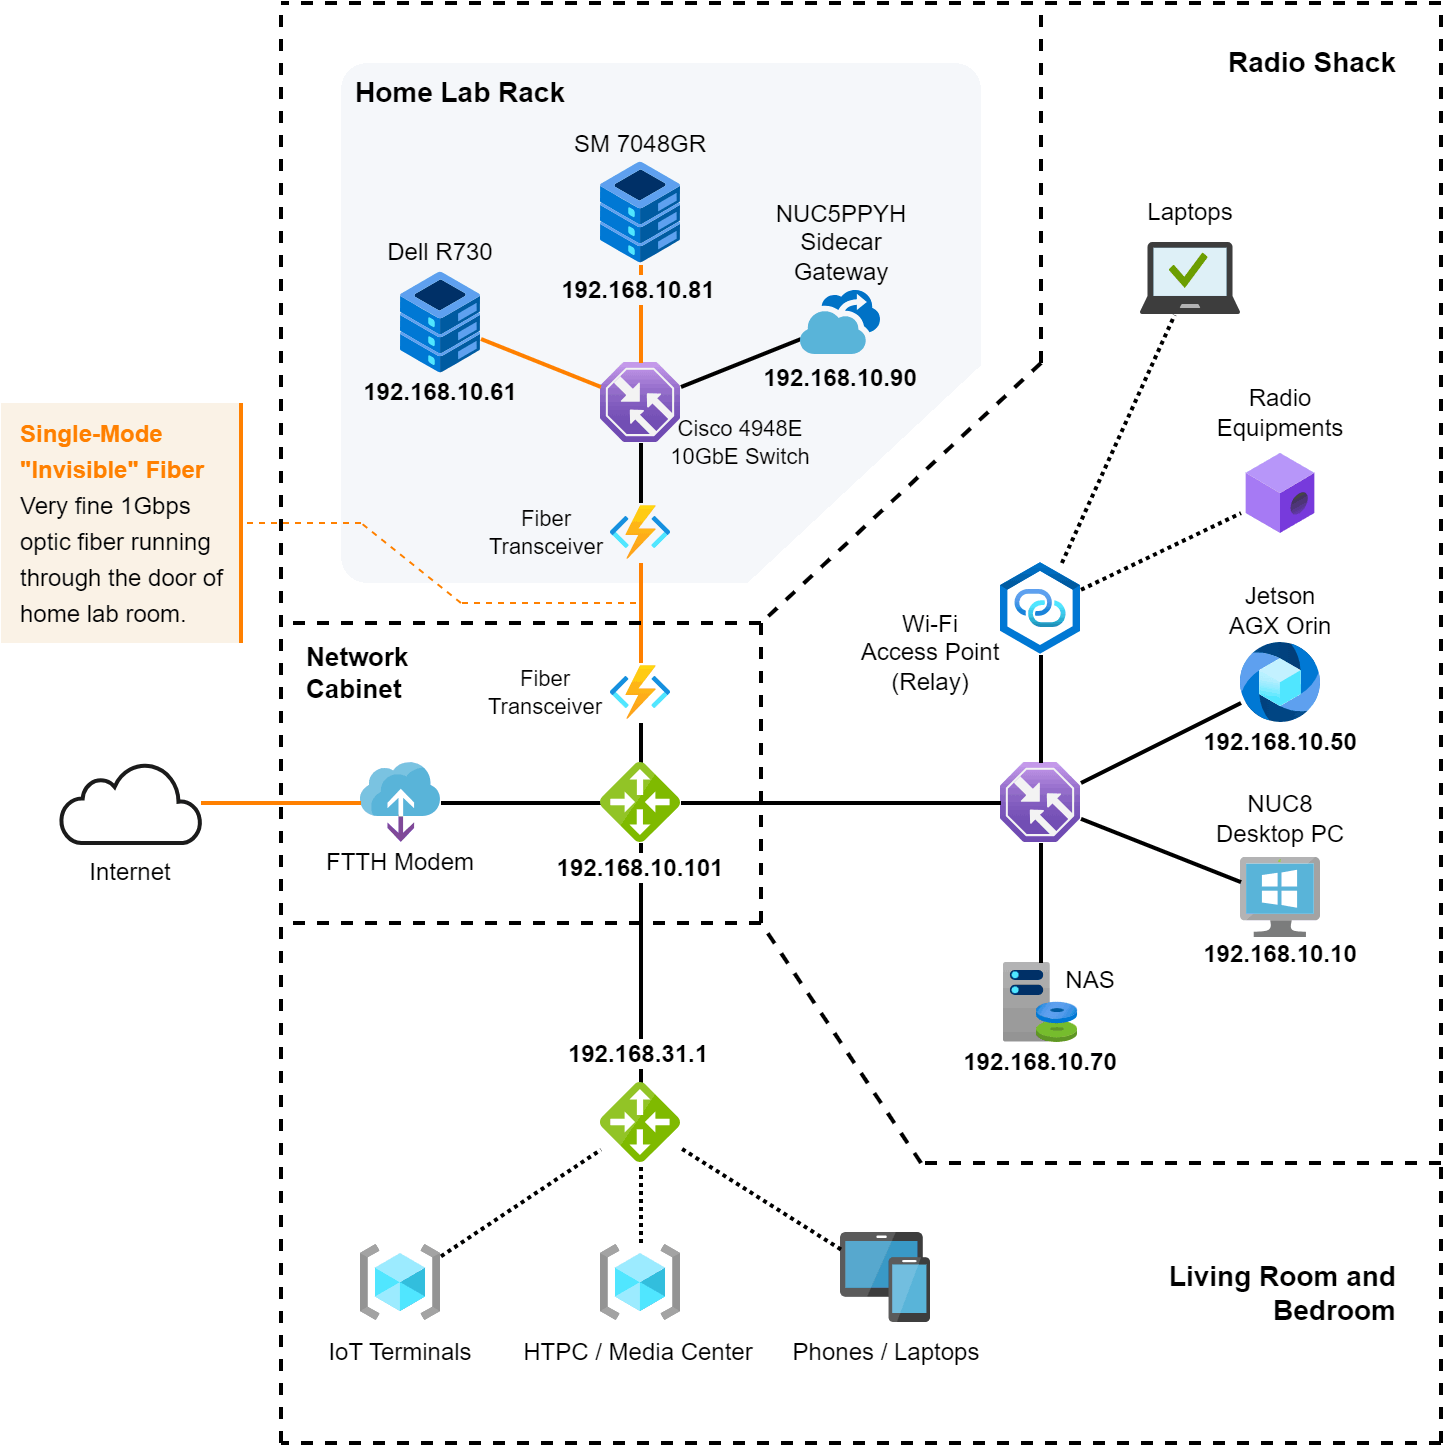 Radio Shack
Home Lab Rack
SM 7048GR
192.168.10.81
NUC5PPYH
Sidecar
Gateway
192.168.10.90
Dell R730
192.168.10.61
Cisco 4948E
10GbE Switch
Fiber
Transceiver
Single-Mode
"Invisible" Fiber
Very fine 1Gbps
optic fiber running
through the door of
home lab room.
Laptops
Radio
Equipments
Wi-Fi
Access Point
(Relay)
Jetson
AGX Orin
192.168.10.50
NUC8
Desktop PC
192.168.10.10
NAS
192.168.10.70
Network
Cabinet
Fiber
Transceiver
Internet
FTTH Modem
192.168.10.101
192.168.31.1
IoT Terminals
HTPC / Media Center
Phones / Laptops
Living Room and
Bedroom